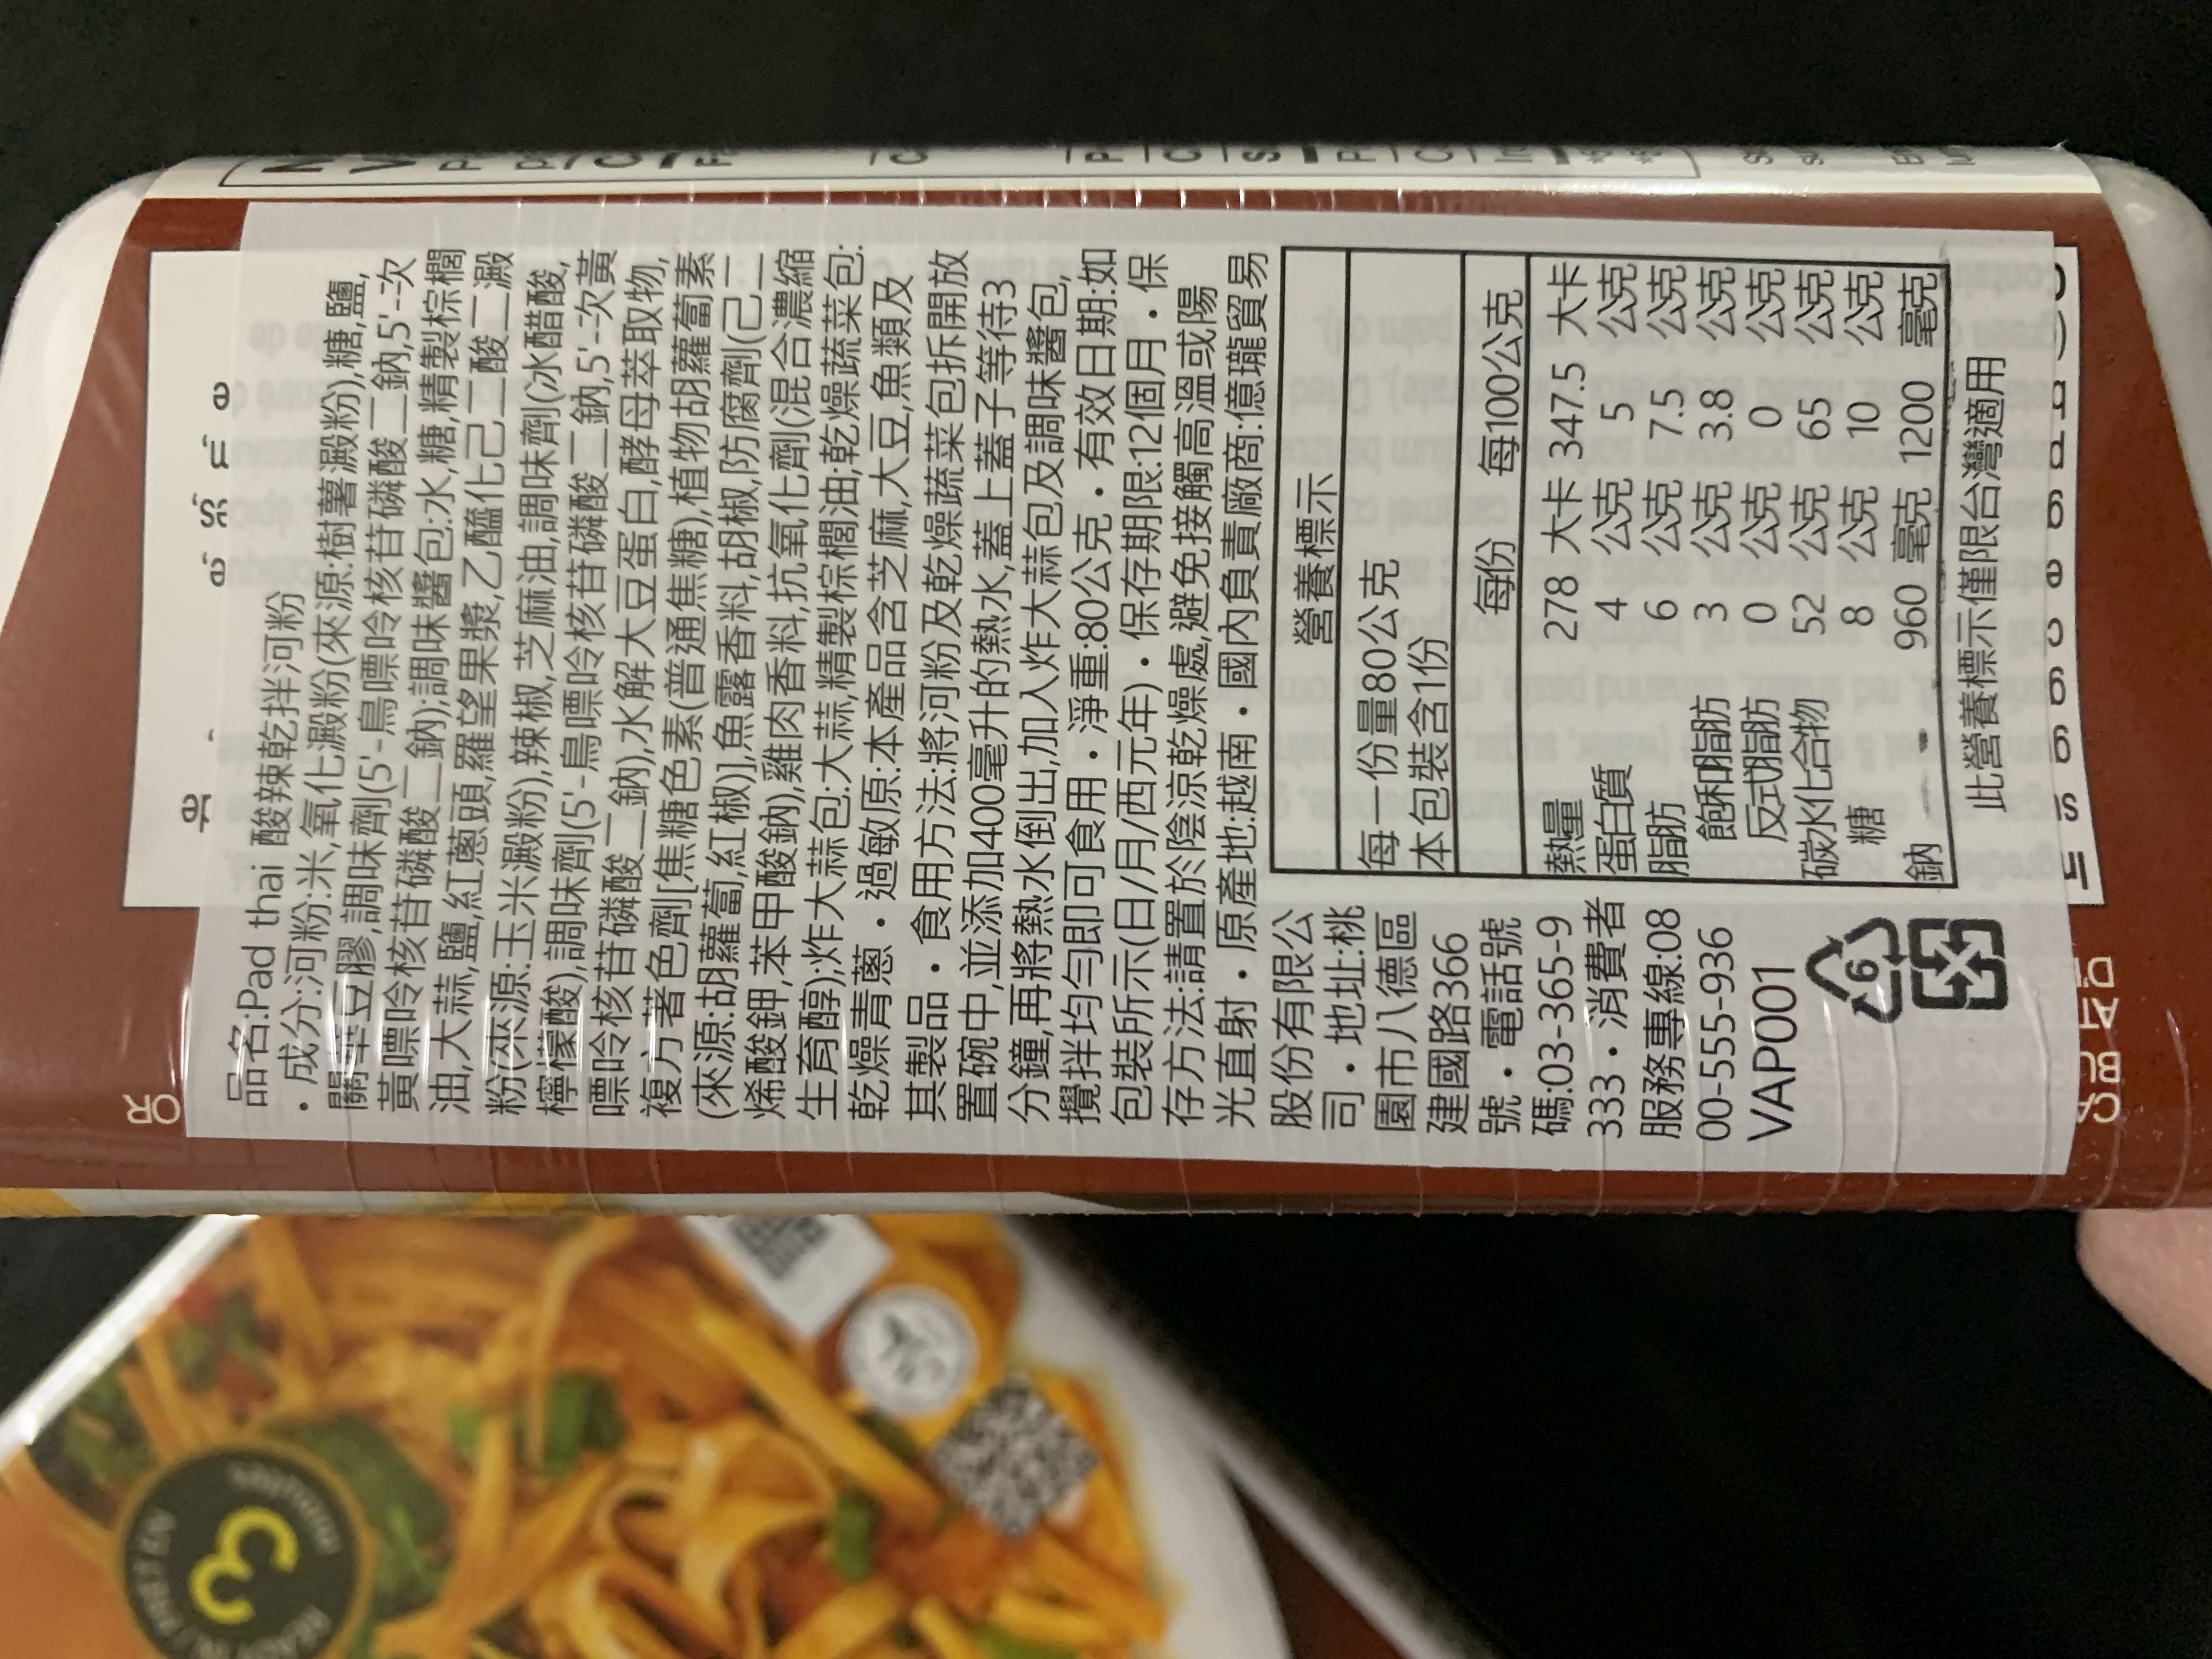 品名:Pad thai 酸辣乾拌河粉
・成分:河粉:米,氧化澱粉(來源:樹薯澱粉),糖,鹽,
關華豆膠,調味劑(5'-鳥嘌呤核苷磷酸二鈉,5'-次
黃嘌呤核苷磷酸二鈉);調味醬包:水,糖,精製棕櫚
油,大蒜,鹽,紅蔥頭,羅望果漿,乙醯化己二酸二澱
粉(來源:玉米澱粉),辣椒,芝麻油,調味劑(冰醋酸,
檸檬酸),調味劑(5'-鳥嘌呤核苷磷酸二鈉,5'-次黃
嘌呤核苷磷酸二鈉),水解大豆蛋白,酵母萃取物,
複方著色劑[焦糖色素(普通焦糖),植物胡蘿蔔素
(來源:胡蘿蔔,紅椒)],魚露香料,胡椒,防腐劑(己二
烯酸鉀,苯甲酸鈉),雞肉香料,抗氧化劑(混合濃縮
生育醇);炸大蒜包:大蒜,精製棕櫚油;乾燥蔬菜包:
乾燥青蔥・過敏原:本產品含芝麻,大豆,魚類及
其製品・食用方法:將河粉及乾燥蔬菜包拆開放
置碗中,並添加400毫升的熱水,蓋上蓋子等待3
分鐘,再將熱水倒出,加入炸大蒜包及調味醬包,
攪拌均勻即可食用・淨重:80公克・有效日期:如
包裝所示(日/月/西元年)・保存期限:12個月・保
存方法:請置於陰涼乾燥處,避免接觸高溫或陽
光直射・原產地:越南・國內負責廠商:億瓏貿易
股份有限公
司・地址:桃
園市八德區
建國路366
號・電話號
碼:03-365-9
333・消費者
服務專線:08
00-555-936
VAP001
6
營養標示
每一份量80公克
本包裝含1份
每份 每100公克
熱量 278 大卡 347.5 大卡
蛋白質 4 公克 5 公克
脂肪 6 公克 7.5 公克
飽和脂肪 3 公克 3.8 公克
反式脂肪 0 公克 0 公克
碳水化合物 52 公克 65 公克
糖 8 公克 10 公克
鈉 960 毫克 1200 毫克
此營養標示僅限台灣適用
OR
READY IN / PRÊT EN
3
minutes